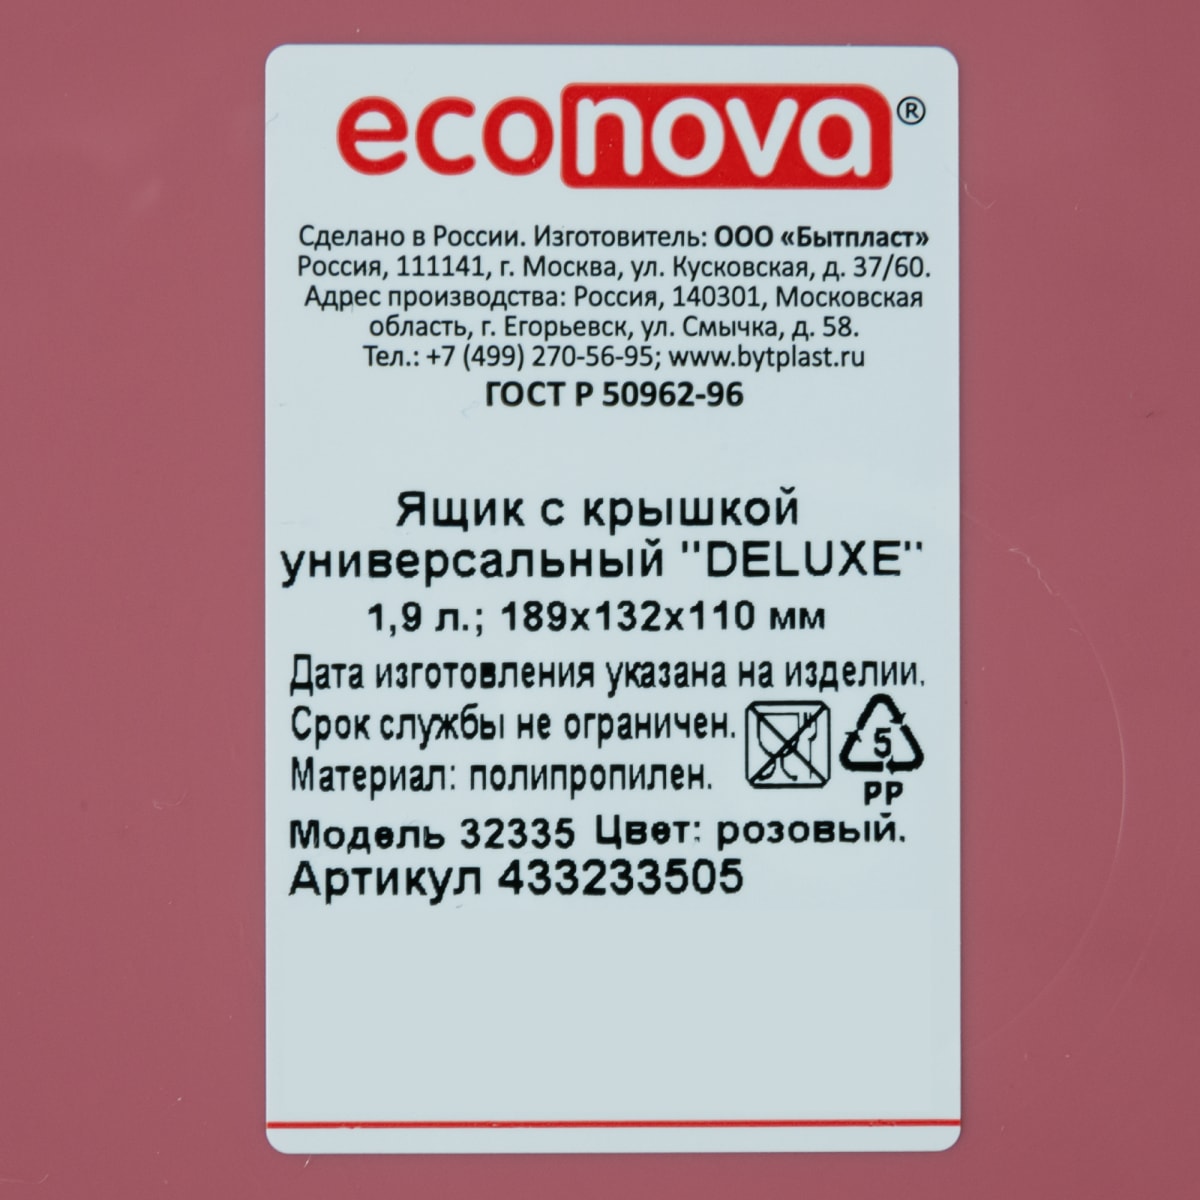 econova®
Сделано в России. Изготовитель: ООО «Бытпласт»
Россия, 111141, г. Москва, ул. Кусковская, д. 37/60.
Адрес производства: Россия, 140301, Московская
область, г. Егорьевск, ул. Смычка, д. 58.
Тел.: +7 (499) 270-56-95; www.bytplast.ru
ГОСТ Р 50962-96
Ящик с крышкой
универсальный "DELUXE"
1,9 л.; 189x132x110 мм
Дата изготовления указана на изделии.
Срок службы не ограничен.
Материал: полипропилен.
5
PP
Модель 32335 Цвет: розовый.
Артикул 433233505